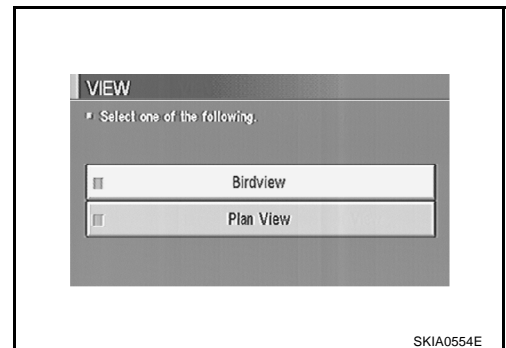 VIEW
Select one of the following.
Birdview
Plan View
SKIA0554E